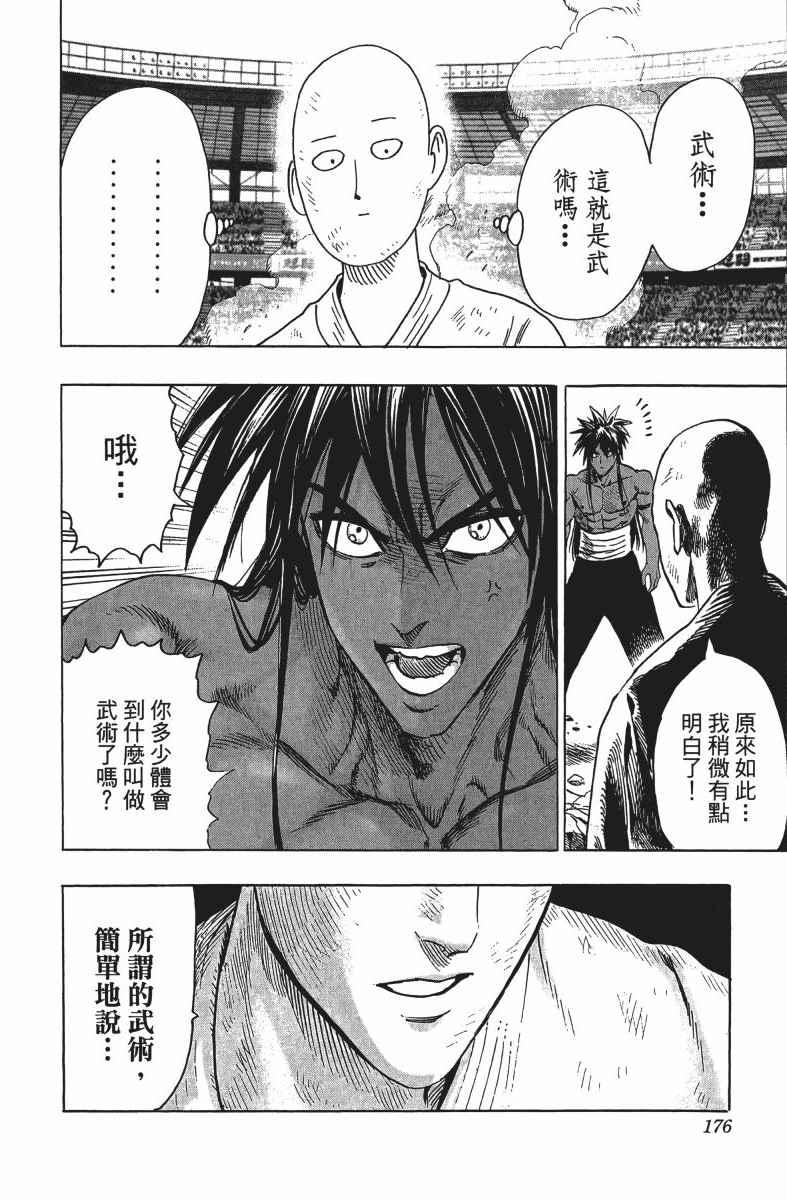 武術…
這就是武
術嗎…
…………
…………
原來如此…
我稍微有點
明白了！
哦…
你多少體會
到什麼叫做
武術了嗎？
所謂的武術，
簡單地說…
176